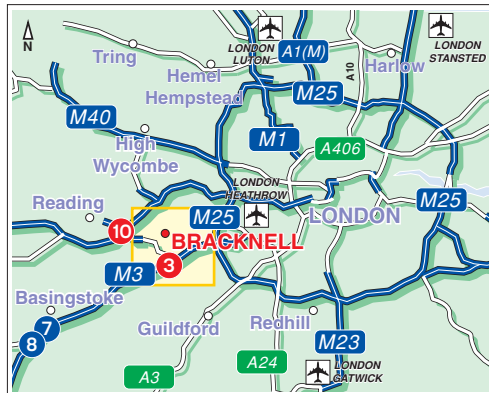 N
Tring
LONDON
LUTON
A1(M)
A10
Harlow
LONDON
STANSTED
Hemel
Hempstead
M25
M40
M1
High
Wycombe
A406
Reading
LONDON
HEATHROW
M25
M25
LONDON
10
BRACKNELL
3
M3
Basingstoke
7
8
Guildford
Redhill
M23
A3
A24
LONDON
GATWICK